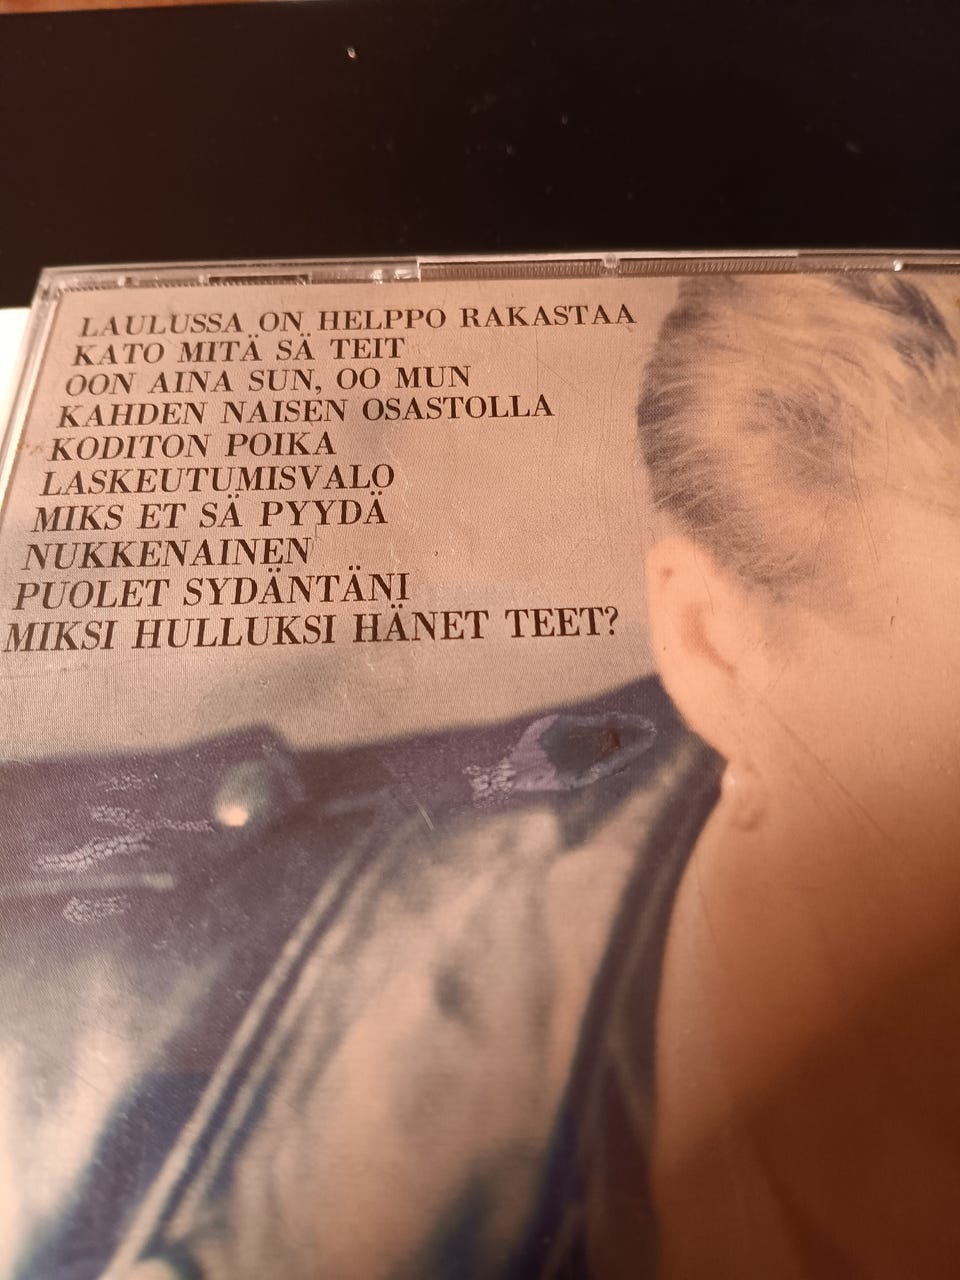 LAULUSSA ON HELPPO RAKASTAA
KATO MITÄ SÄ TEIT
OON AINA SUN, OO MUN
KAHDEN NAISEN OSASTOLLA
KODITON POIKA
LASKEUTUMISVALO
MIKS ET SÄ PYYDÄ
NUKKENAINEN
PUOLET SYDÄNTÄNI
MIKSI HULLUKSI HÄNET TEET?